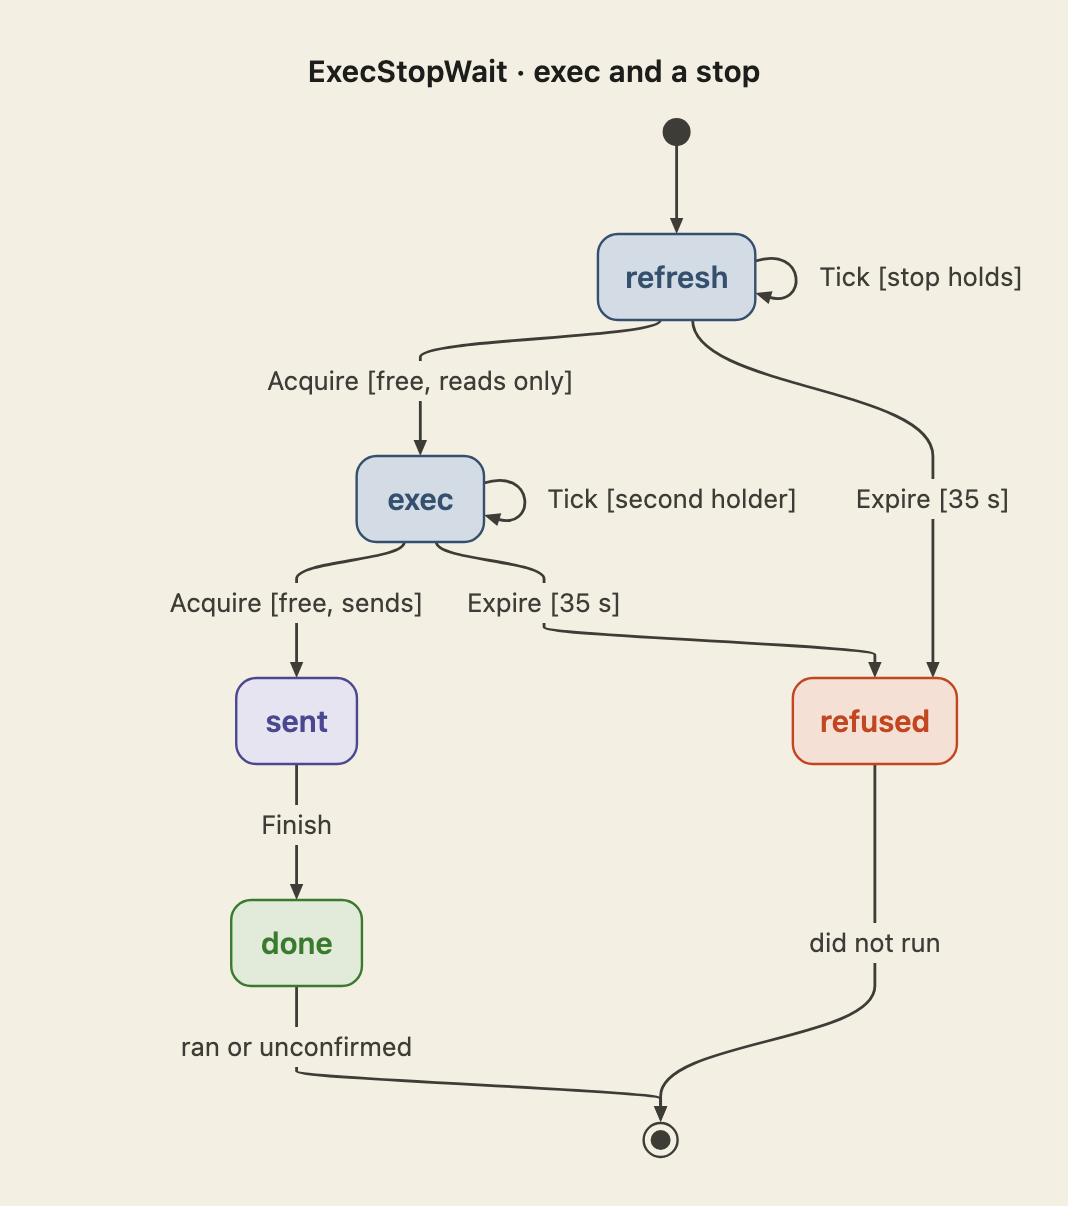 ExecStopWait · exec and a stop
refresh
Tick [stop holds]
Acquire [free, reads only]
exec
Tick [second holder]
Expire [35 s]
Acquire [free, sends]
Expire [35 s]
sent
refused
Finish
done
did not run
ran or unconfirmed